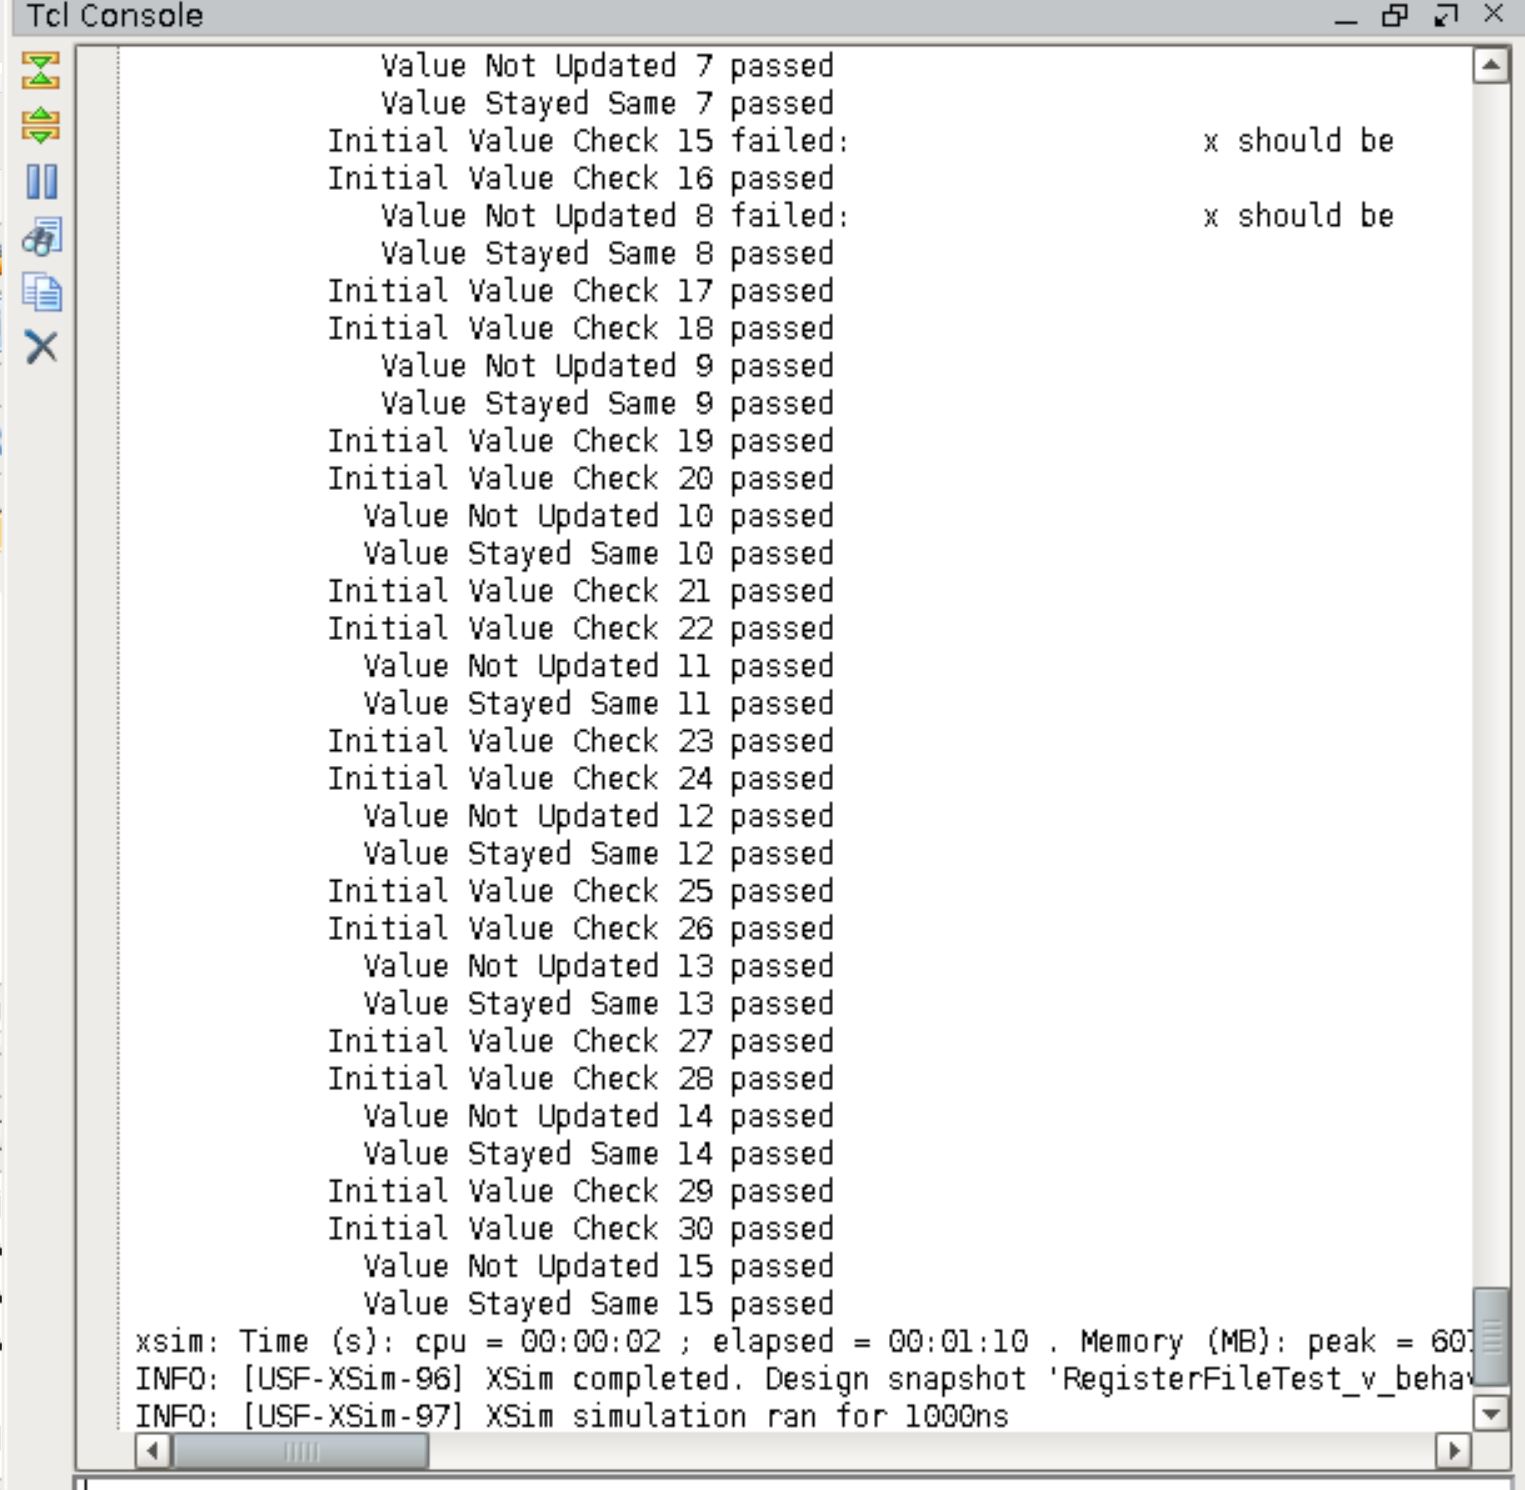 Tcl Console
Value Not Updated 7 passed
Value Stayed Same 7 passed
Initial Value Check 15 failed: x should be
Initial Value Check 16 passed
Value Not Updated 8 failed: x should be
Value Stayed Same 8 passed
Initial Value Check 17 passed
Initial Value Check 18 passed
Value Not Updated 9 passed
Value Stayed Same 9 passed
Initial Value Check 19 passed
Initial Value Check 20 passed
Value Not Updated 10 passed
Value Stayed Same 10 passed
Initial Value Check 21 passed
Initial Value Check 22 passed
Value Not Updated 11 passed
Value Stayed Same 11 passed
Initial Value Check 23 passed
Initial Value Check 24 passed
Value Not Updated 12 passed
Value Stayed Same 12 passed
Initial Value Check 25 passed
Initial Value Check 26 passed
Value Not Updated 13 passed
Value Stayed Same 13 passed
Initial Value Check 27 passed
Initial Value Check 28 passed
Value Not Updated 14 passed
Value Stayed Same 14 passed
Initial Value Check 29 passed
Initial Value Check 30 passed
Value Not Updated 15 passed
Value Stayed Same 15 passed
xsim: Time (s): cpu = 00:00:02 ; elapsed = 00:01:10 . Memory (MB): peak =
INFO: [USF-XSim-96] XSim completed. Design snapshot 'RegisterFileTest_v_behav
INFO: [USF-XSim-97] XSim simulation ran for 1000ns